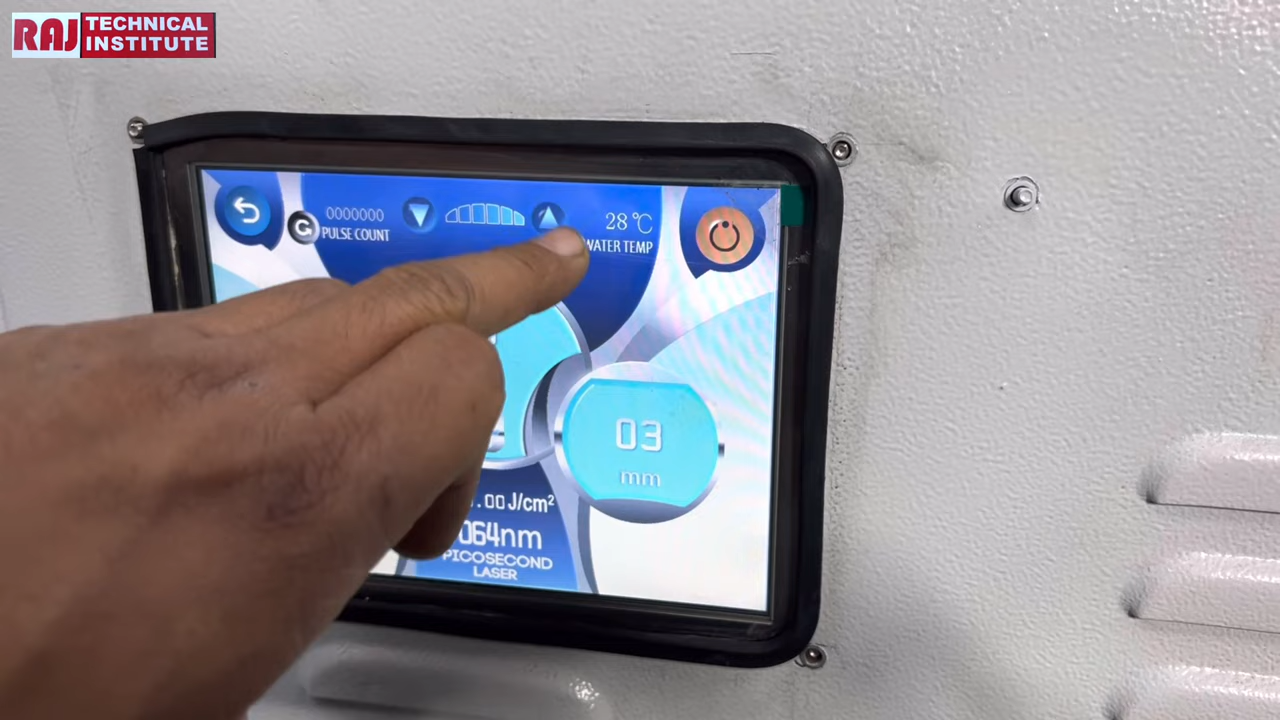 RAJ TECHNICAL
INSTITUTE
0000000
PULSE COUNT
28 ℃
WATER TEMP
03
mm
.00 J/cm²
064nm
PICOSECOND
LASER